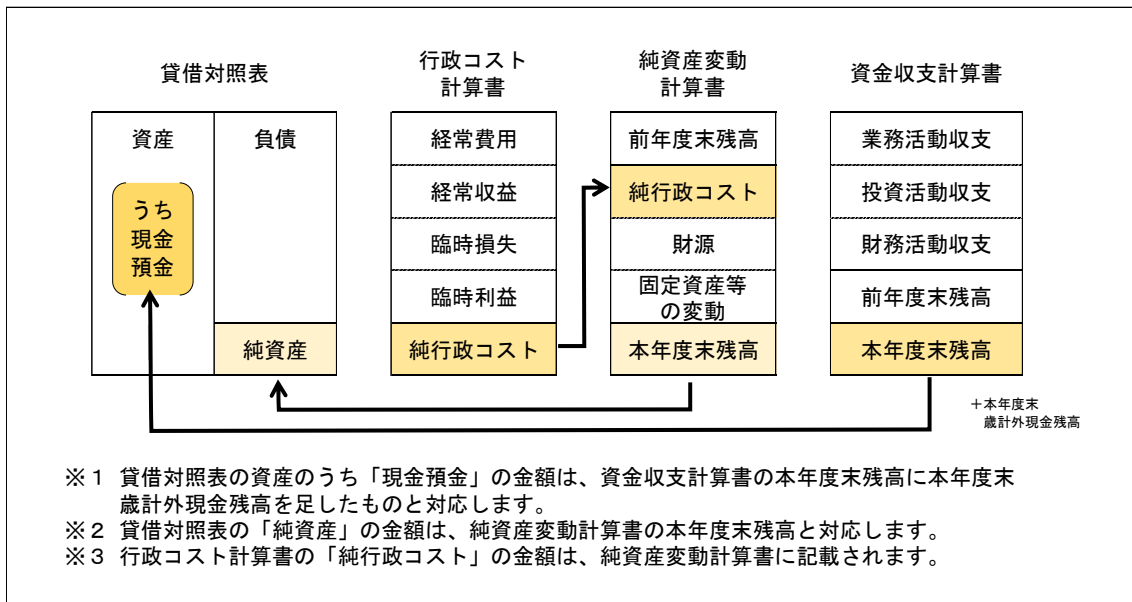 貸借対照表
資産
負債
うち
現金
預金
純資産
行政コスト
計算書
経常費用
経常収益
臨時損失
臨時利益
純行政コスト
純資産変動
計算書
前年度末残高
純行政コスト
財源
固定資産等
の変動
本年度末残高
資金収支計算書
業務活動収支
投資活動収支
財務活動収支
前年度末残高
本年度末残高
+本年度末
歳計外現金残高
※1 貸借対照表の資産のうち「現金預金」の金額は、資金収支計算書の本年度末残高に本年度末
歳計外現金残高を足したものと対応します。
※2 貸借対照表の「純資産」の金額は、純資産変動計算書の本年度末残高と対応します。
※3 行政コスト計算書の「純行政コスト」の金額は、純資産変動計算書に記載されます。